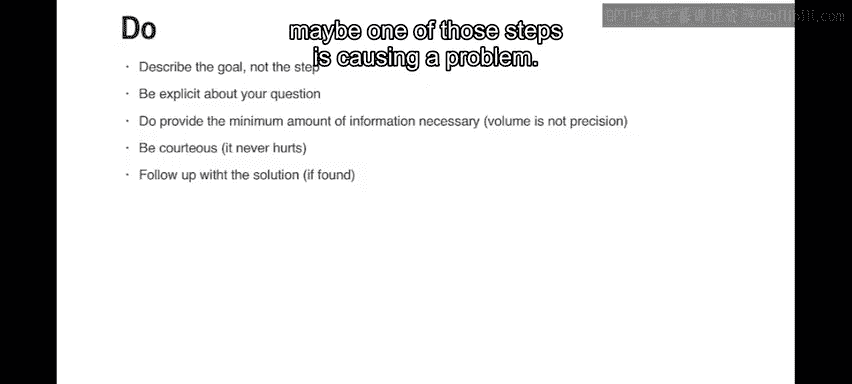 Do
maybe one of those steps
is causing a problem.
· Describe the goal, not the step
· Be explicit about your question
· Do provide the minimum amount of information necessary (volume is not precision)
· Be courteous (it never hurts)
· Follow up witht the solution (if found)